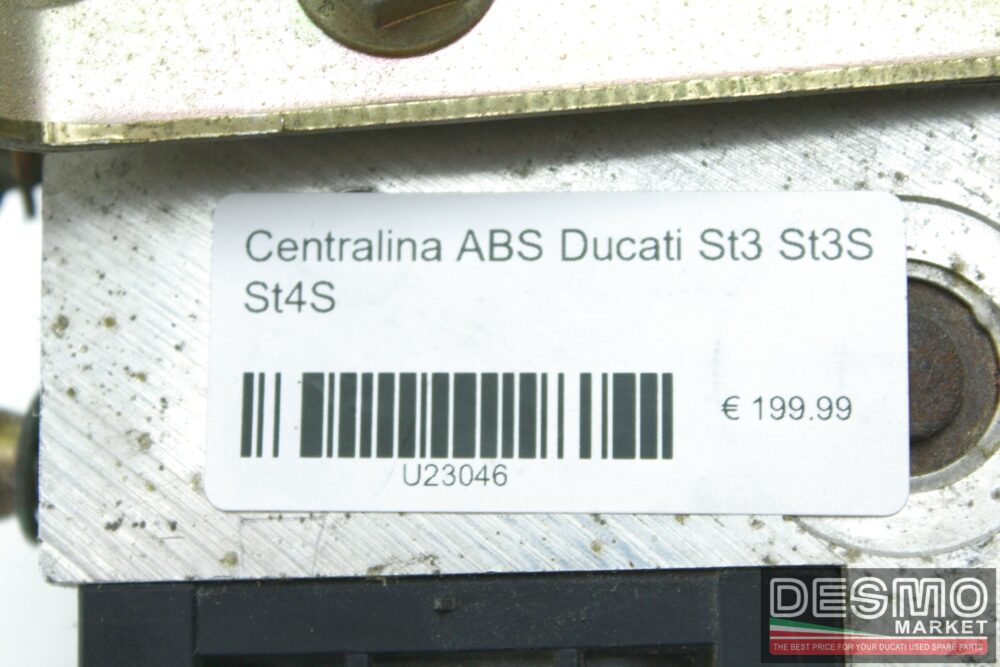 Centralina ABS Ducati St3 St3S
St4S
€ 199.99
U23046
DESMO
MARKET
THE BEST PRICE FOR YOUR DUCATI USED SPARE PARTS